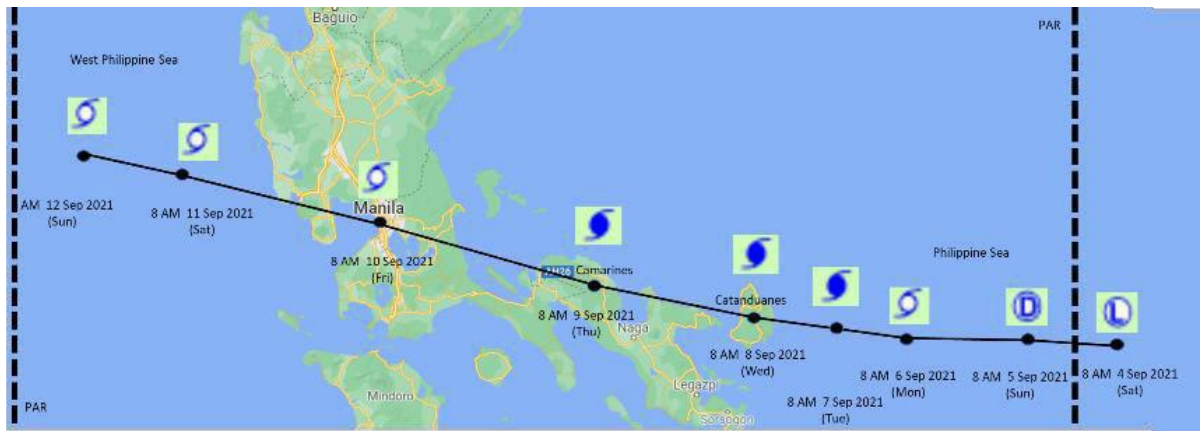 Baguio
PAR
West Philippine Sea
Manila
AM 12 Sep 2021
(Sun)
8 AM 11 Sep 2021
(Sat)
8 AM 10 Sep 2021
(Fri)
Philippine Sea
AH26
Camarines
Catanduanes
8 AM 9 Sep 2021
(Thu)
Naga
8 AM 8 Sep 2021
(Wed)
8 AM 6 Sep 2021
(Mon)
D
8 AM 5 Sep 2021
(Sun)
L
8 AM 4 Sep 2021
(Sat)
Mindoro
Legazpi
8 AM 7 Sep 2021
(Tue)
Sorsogon
PAR